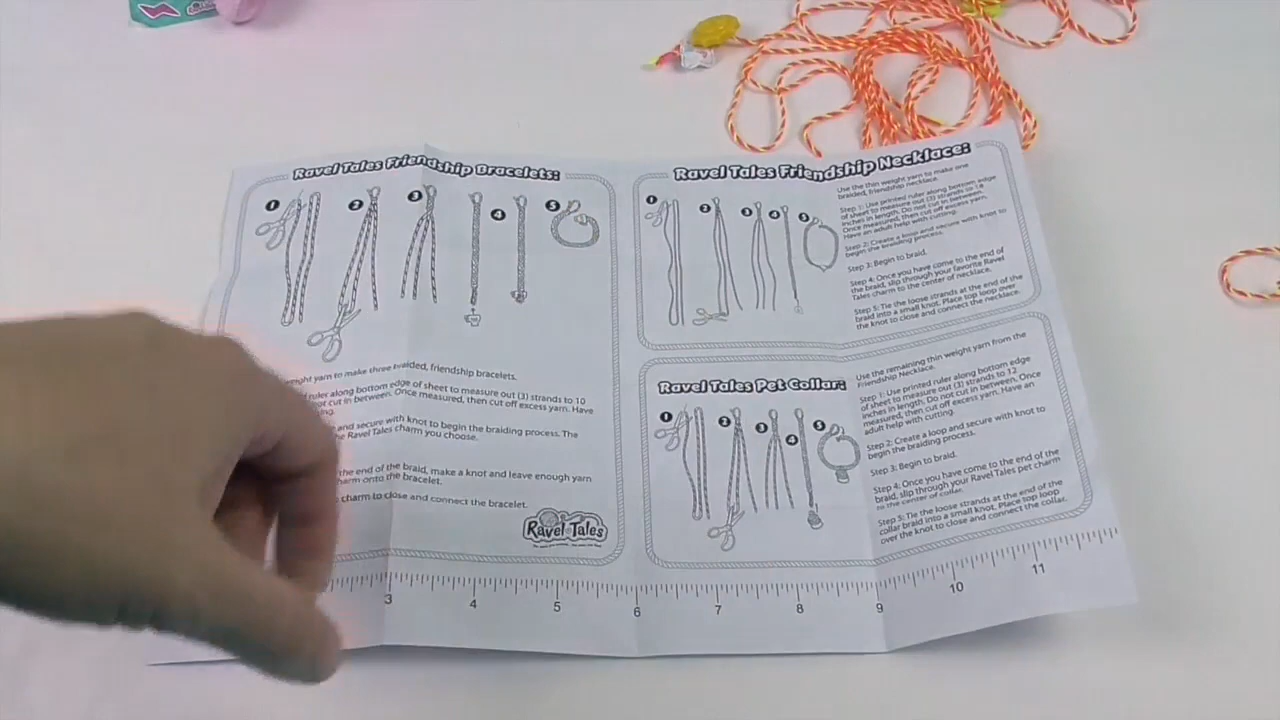 Ravel Tales Friendship Bracelets:
1
2
3
4
5
weight yarn to make three braided, friendship bracelets.
ruler along bottom edge of sheet to measure out (3) strands to 10
not cut in between. Once measured, then cut off excess yarn. Have
and secure with knot to begin the braiding process. The
Ravel Tales charm you choose.
the end of the braid, make a knot and leave enough yarn
charm onto the bracelet.
charm to close and connect the bracelet.
Ravel Tales
Ravel Tales Friendship Necklace:
1
2
3
4
5
Use the thin weight yarn to make one
braided, friendship necklace.
Step 1: Use printed ruler along bottom edge
of sheet to measure out (3) strands to 18
inches in length. Do not cut in between.
Once measured, then cut off excess yarn.
Have an adult help with cutting.
Step 2: Create a loop and secure with knot to
begin the braiding process.
Step 3: Begin to braid.
Step 4: Once you have come to the end of
the braid, slip through your favorite Ravel
Tales charm to the center of necklace.
Step 5: Tie the loose strands at the end of the
braid into a small knot. Place top loop over
the knot to close and connect the necklace.
Ravel Tales Pet Collar:
1
2
3
4
5
Use the remaining thin weight yarn from the
Friendship Necklace.
Step 1: Use printed ruler along bottom edge
of sheet to measure out (3) strands to 12
inches in length. Do not cut in between. Once
measured, then cut off excess yarn. Have an
adult help with cutting.
Step 2: Create a loop and secure with knot to
begin the braiding process.
Step 3: Begin to braid.
Step 4: Once you have come to the end of the
braid, slip through your Ravel Tales pet charm
to the center of collar.
Step 5: Tie the loose strands at the end of the
collar braid into a small knot. Place top loop
over the knot to close and connect the collar.
3 4 5 6 7 8 9 10 11